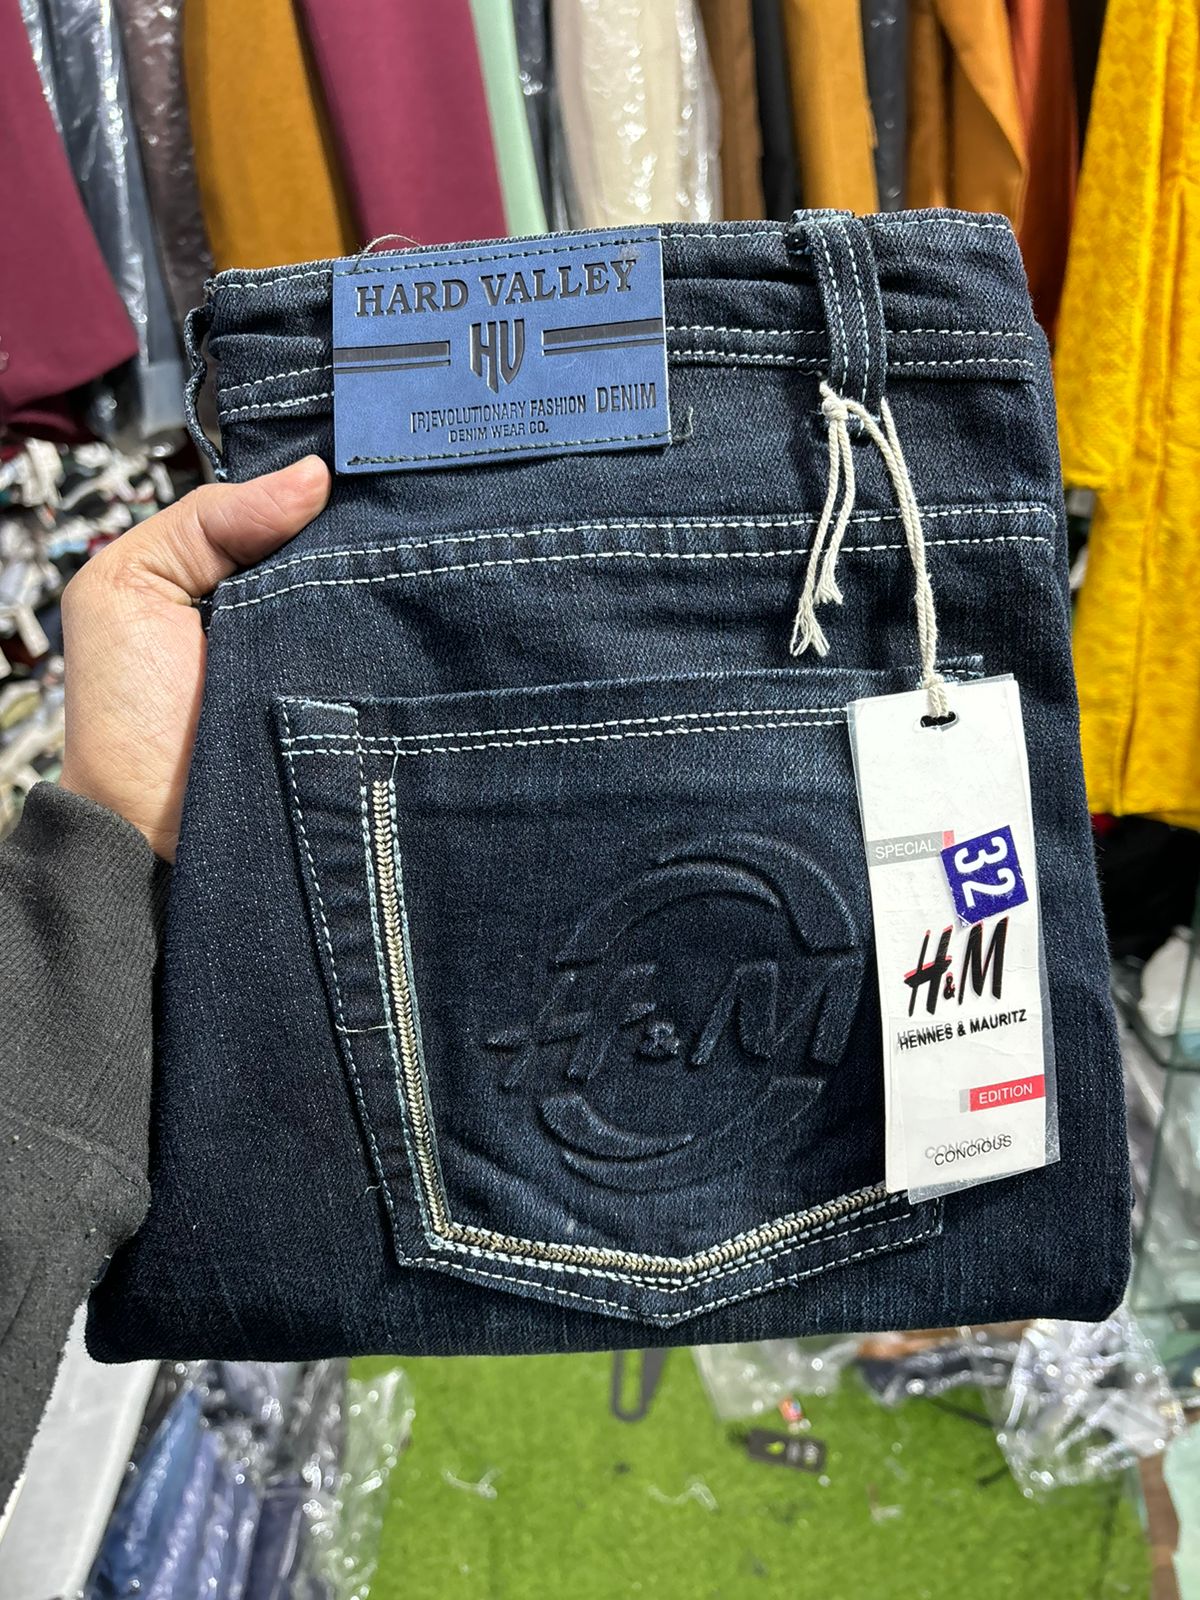 HARD VALLEY
HV
[R]EVOLUTIONARY FASHION DENIM
DENIM WEAR CO.
H&M
SPECIAL
32
H&M
HENNES & MAURITZ
EDITION
CONCIOUS